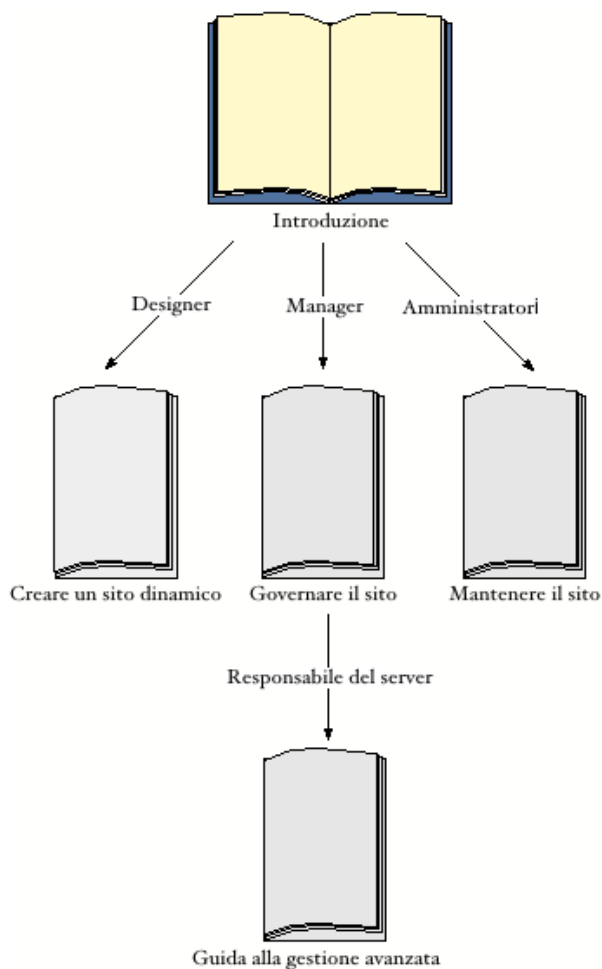 Introduzione
Designer
Manager
Amministratori
Creare un sito dinamico
Governare il sito
Mantenere il sito
Responsabile del server
Guida alla gestione avanzata